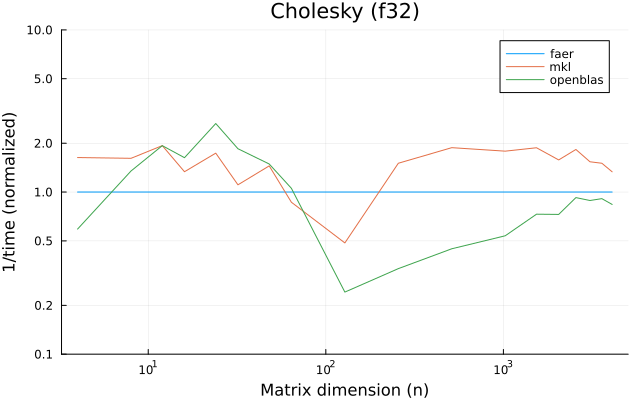 Cholesky (f32)
10.0
5.0
2.0
1.0
0.5
0.2
0.1
1/time (normalized)
faer
mkl
openblas
10¹
10²
10³
Matrix dimension (n)